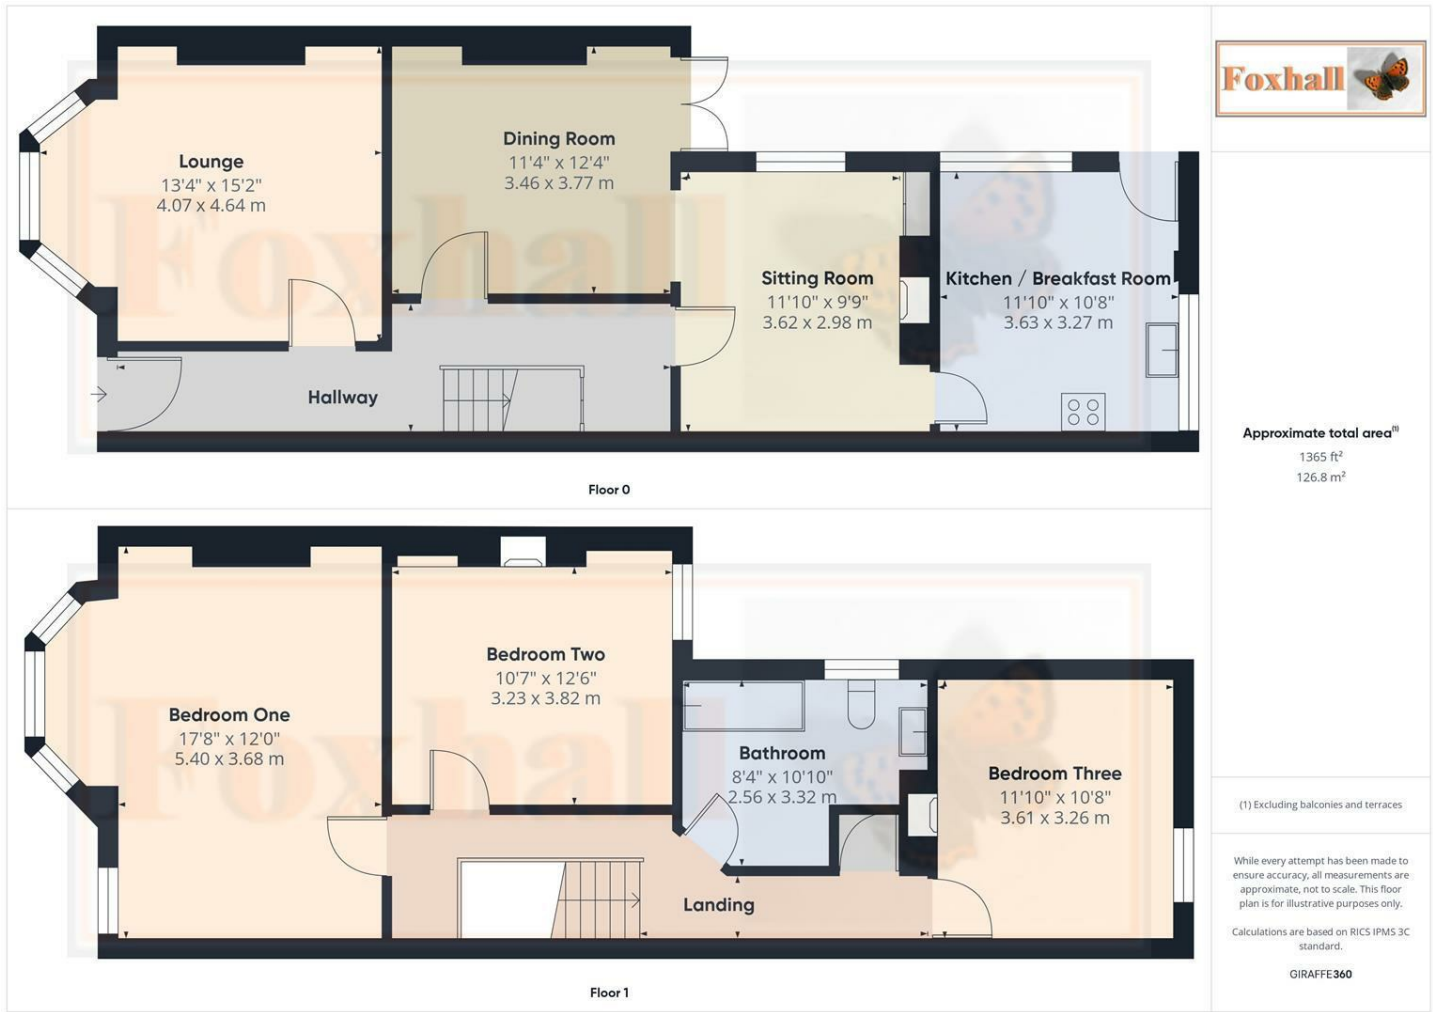 Foxhall
Lounge
13'4" x 15'2"
4.07 x 4.64 m
Dining Room
11'4" x 12'4"
3.46 x 3.77 m
Sitting Room
11'10" x 9'9"
3.62 x 2.98 m
Kitchen / Breakfast Room
11'10" x 10'8"
3.63 x 3.27 m
Hallway
Foxhall
Floor 0
Approximate total area(1)
1365 ft²
126.8 m²
Bedroom One
17'8" x 12'0"
5.40 x 3.68 m
Bedroom Two
10'7" x 12'6"
3.23 x 3.82 m
Bathroom
8'4" x 10'10"
2.56 x 3.32 m
Bedroom Three
11'10" x 10'8"
3.61 x 3.26 m
Landing
Foxhall
Floor 1
(1) Excluding balconies and terraces
While every attempt has been made to
ensure accuracy, all measurements are
approximate, not to scale. This floor
plan is for illustrative purposes only.
Calculations are based on RICS IPMS 3C
standard.
GIRAFFE360